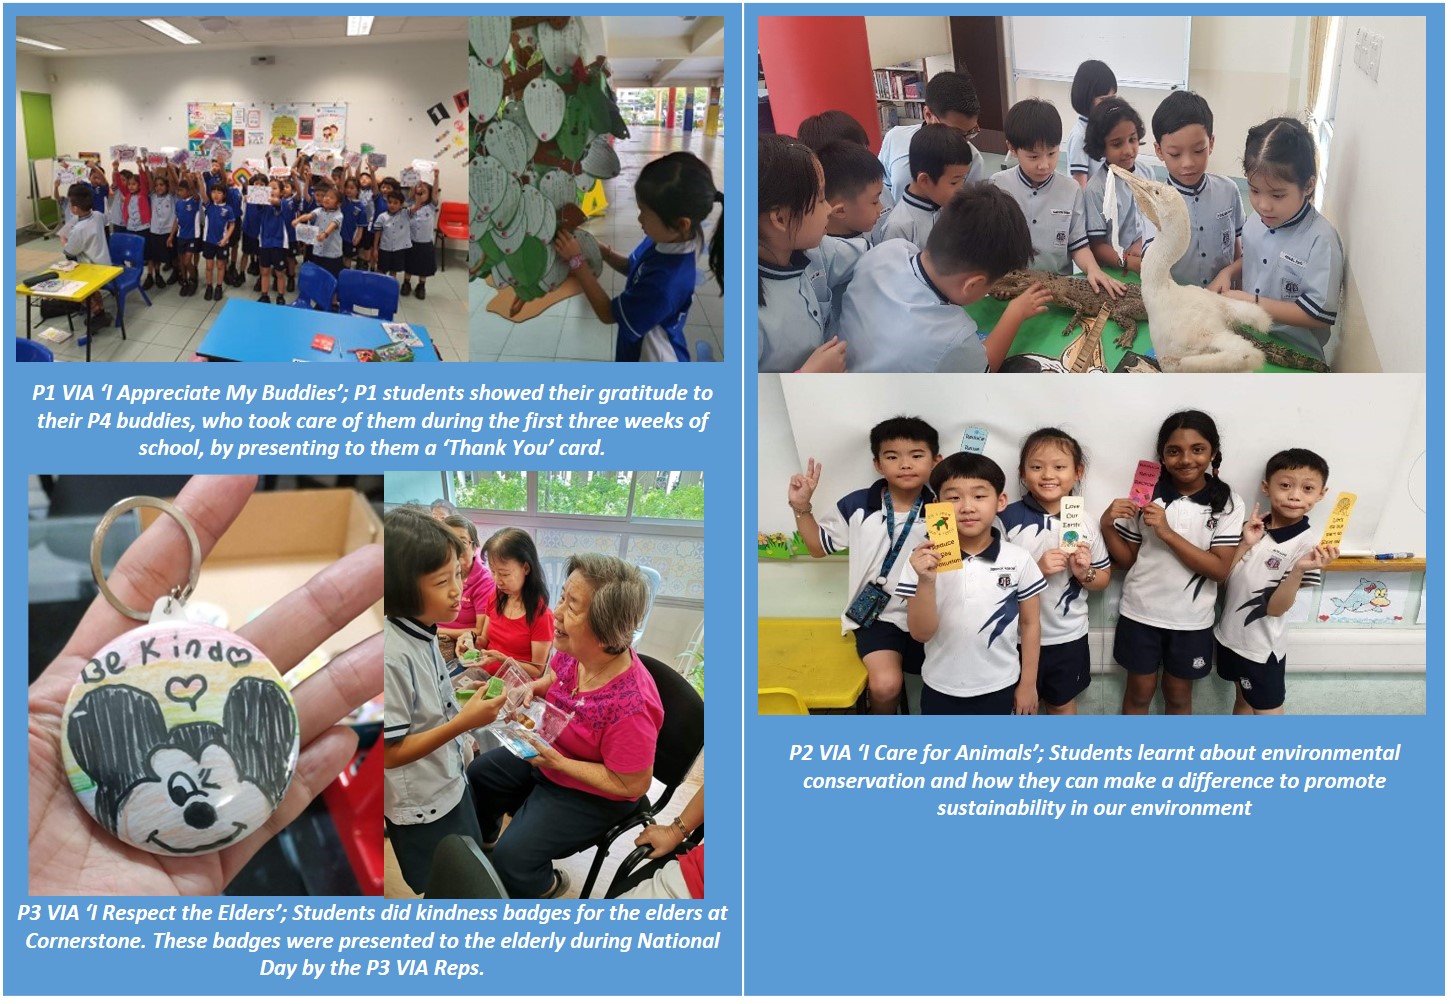 P1 VIA ‘I Appreciate My Buddies’; P1 students showed their gratitude to
their P4 buddies, who took care of them during the first three weeks of
school, by presenting to them a ‘Thank You’ card.
Be Kind
P3 VIA ‘I Respect the Elders’; Students did kindness badges for the elders at
Cornerstone. These badges were presented to the elderly during National
Day by the P3 VIA Reps.
Reduce
Love
Our
Earth
P2 VIA ‘I Care for Animals’; Students learnt about environmental
conservation and how they can make a difference to promote
sustainability in our environment